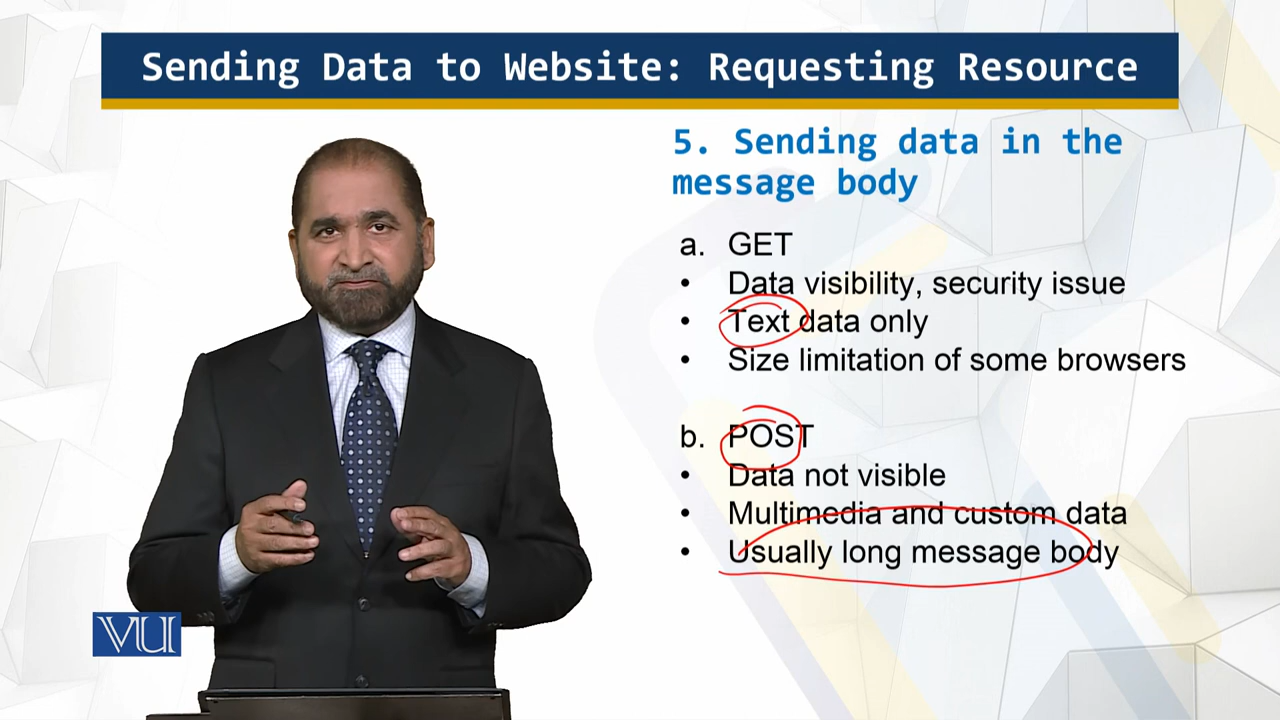 Sending Data to Website: Requesting Resource
5. Sending data in the
message body
a. GET
• Data visibility, security issue
• Text data only
• Size limitation of some browsers
b. POST
• Data not visible
• Multimedia and custom data
• Usually long message body
VU